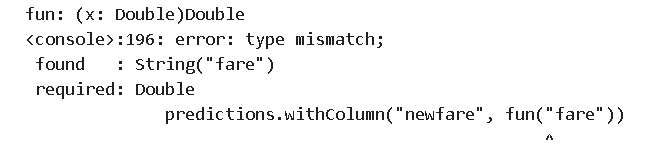 fun: (x: Double)Double
<console>:196: error: type mismatch;
 found   : String("fare")
 required: Double
              predictions.withColumn("newfare", fun("fare"))
                                                    ^